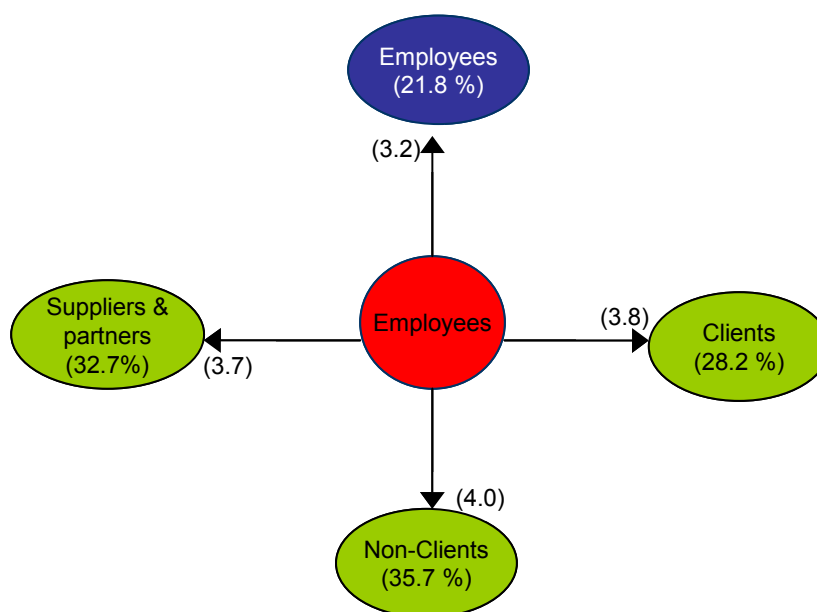 Employees
(21.8 %)
(3.2)
Suppliers &
partners
(32.7%)
(3.7)
Employees
(3.8)
Clients
(28.2 %)
(4.0)
Non-Clients
(35.7 %)